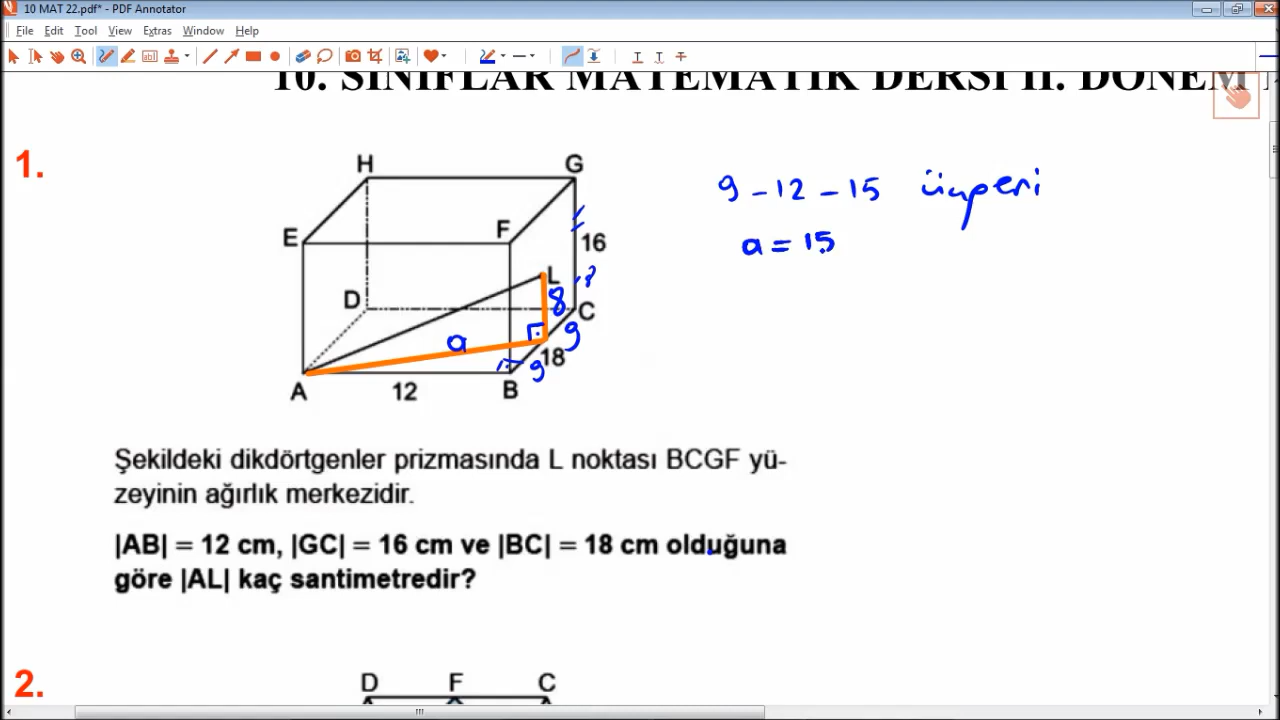 10 MAT 22.pdf* - PDF Annotator
File Edit Tool View Extras Window Help
10. SINIFLAR MATEMATİK DERSİ II. DÖNEM
1.
H G
E F
16
L
D
C
8
9
a
18
9
A 12 B
9 - 12 - 15 üçgeni
a = 15
Şekildeki dikdörtgenler prizmasında L noktası BCGF yü-
zeyinin ağırlık merkezidir.
|AB| = 12 cm, |GC| = 16 cm ve |BC| = 18 cm olduğuna
göre |AL| kaç santimetredir?
2.
D F C